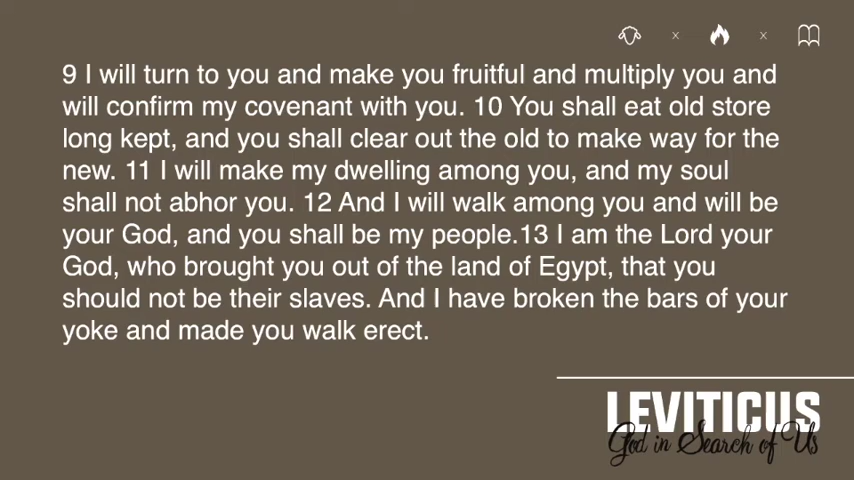 9 I will turn to you and make you fruitful and multiply you and
will confirm my covenant with you. 10 You shall eat old store
long kept, and you shall clear out the old to make way for the
new. 11 I will make my dwelling among you, and my soul
shall not abhor you. 12 And I will walk among you and will be
your God, and you shall be my people.13 I am the Lord your
God, who brought you out of the land of Egypt, that you
should not be their slaves. And I have broken the bars of your
yoke and made you walk erect.
LEVITICUS
God in Search of Us